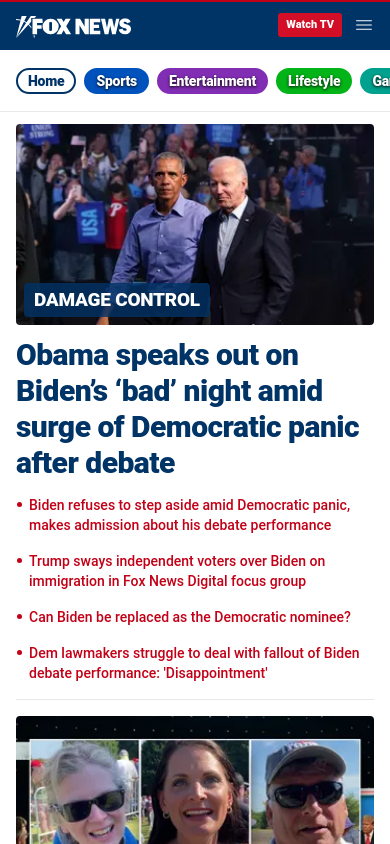 FOX NEWS
Watch TV
Home
Sports
Entertainment
Lifestyle
Ga
UNION
STRONG
USA
P
DAMAGE CONTROL
Obama speaks out on
Biden’s ‘bad’ night amid
surge of Democratic panic
after debate
Biden refuses to step aside amid Democratic panic,
makes admission about his debate performance
Trump sways independent voters over Biden on
immigration in Fox News Digital focus group
Can Biden be replaced as the Democratic nominee?
Dem lawmakers struggle to deal with fallout of Biden
debate performance: 'Disappointment'